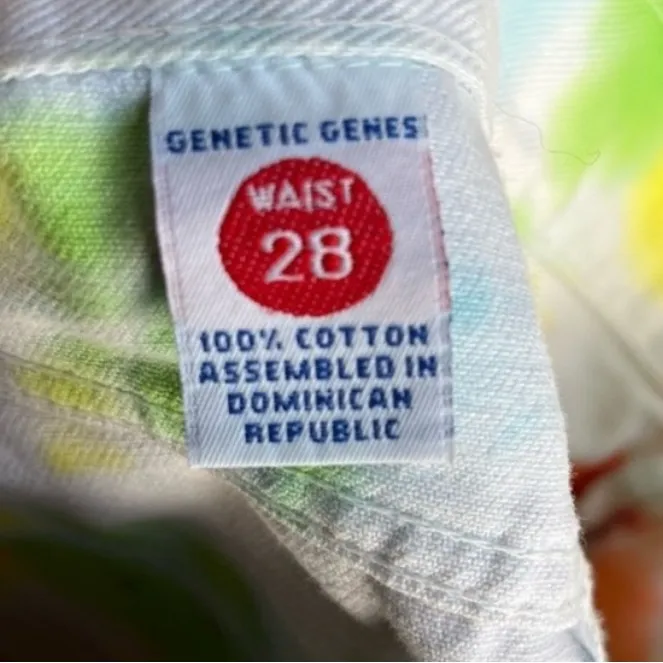 GENETIC GENES
WAIST
28
100% COTTON
ASSEMBLED IN
DOMINICAN
REPUBLIC